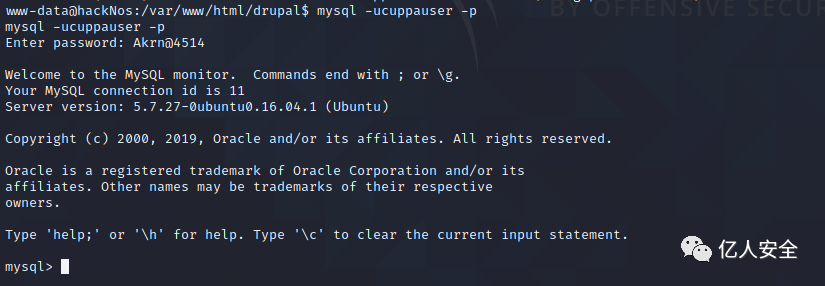 BY OFFENSIVE SECUR
www-data@hackNos:/var/www/html/drupal$ mysql -ucuppauser -p
mysql -ucuppauser -p
Enter password: Akrn@4514
Welcome to the MySQL monitor.  Commands end with ; or \g.
Your MySQL connection id is 11
Server version: 5.7.27-0ubuntu0.16.04.1 (Ubuntu)
Copyright (c) 2000, 2019, Oracle and/or its affiliates. All rights reserved.
Oracle is a registered trademark of Oracle Corporation and/or its
affiliates. Other names may be trademarks of their respective
owners.
Type 'help;' or '\h' for help. Type '\c' to clear the current input statement.
mysql>
亿人安全